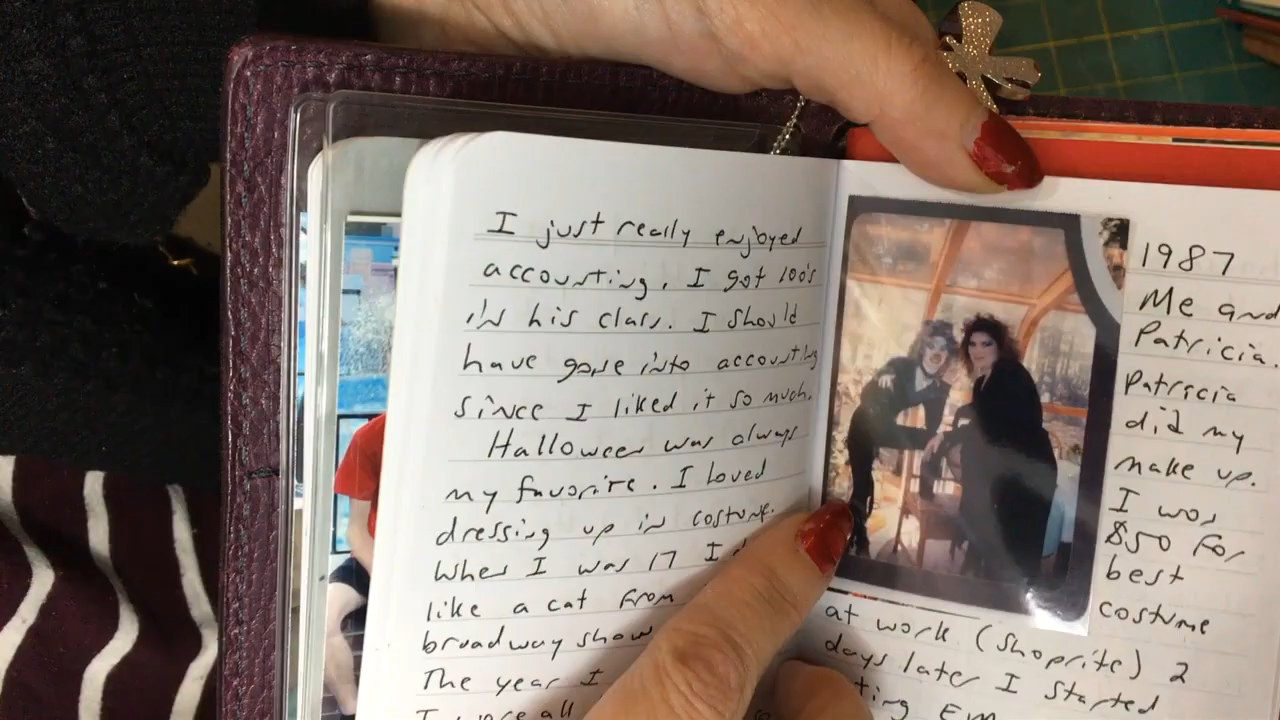 I just really enjoyed
accounting. I got 100's
in his class. I should
have gone into accounting
since I liked it so much.
Halloween was always
my favorite. I loved
dressing up in costume.
When I was 17 I
like a cat from
broadway show
The year I
I wore all
1987
Me and
Patricia.
Patricia
did my
make up.
I won
$50 for
best
costume
at work (Shoprite) 2
days later I started